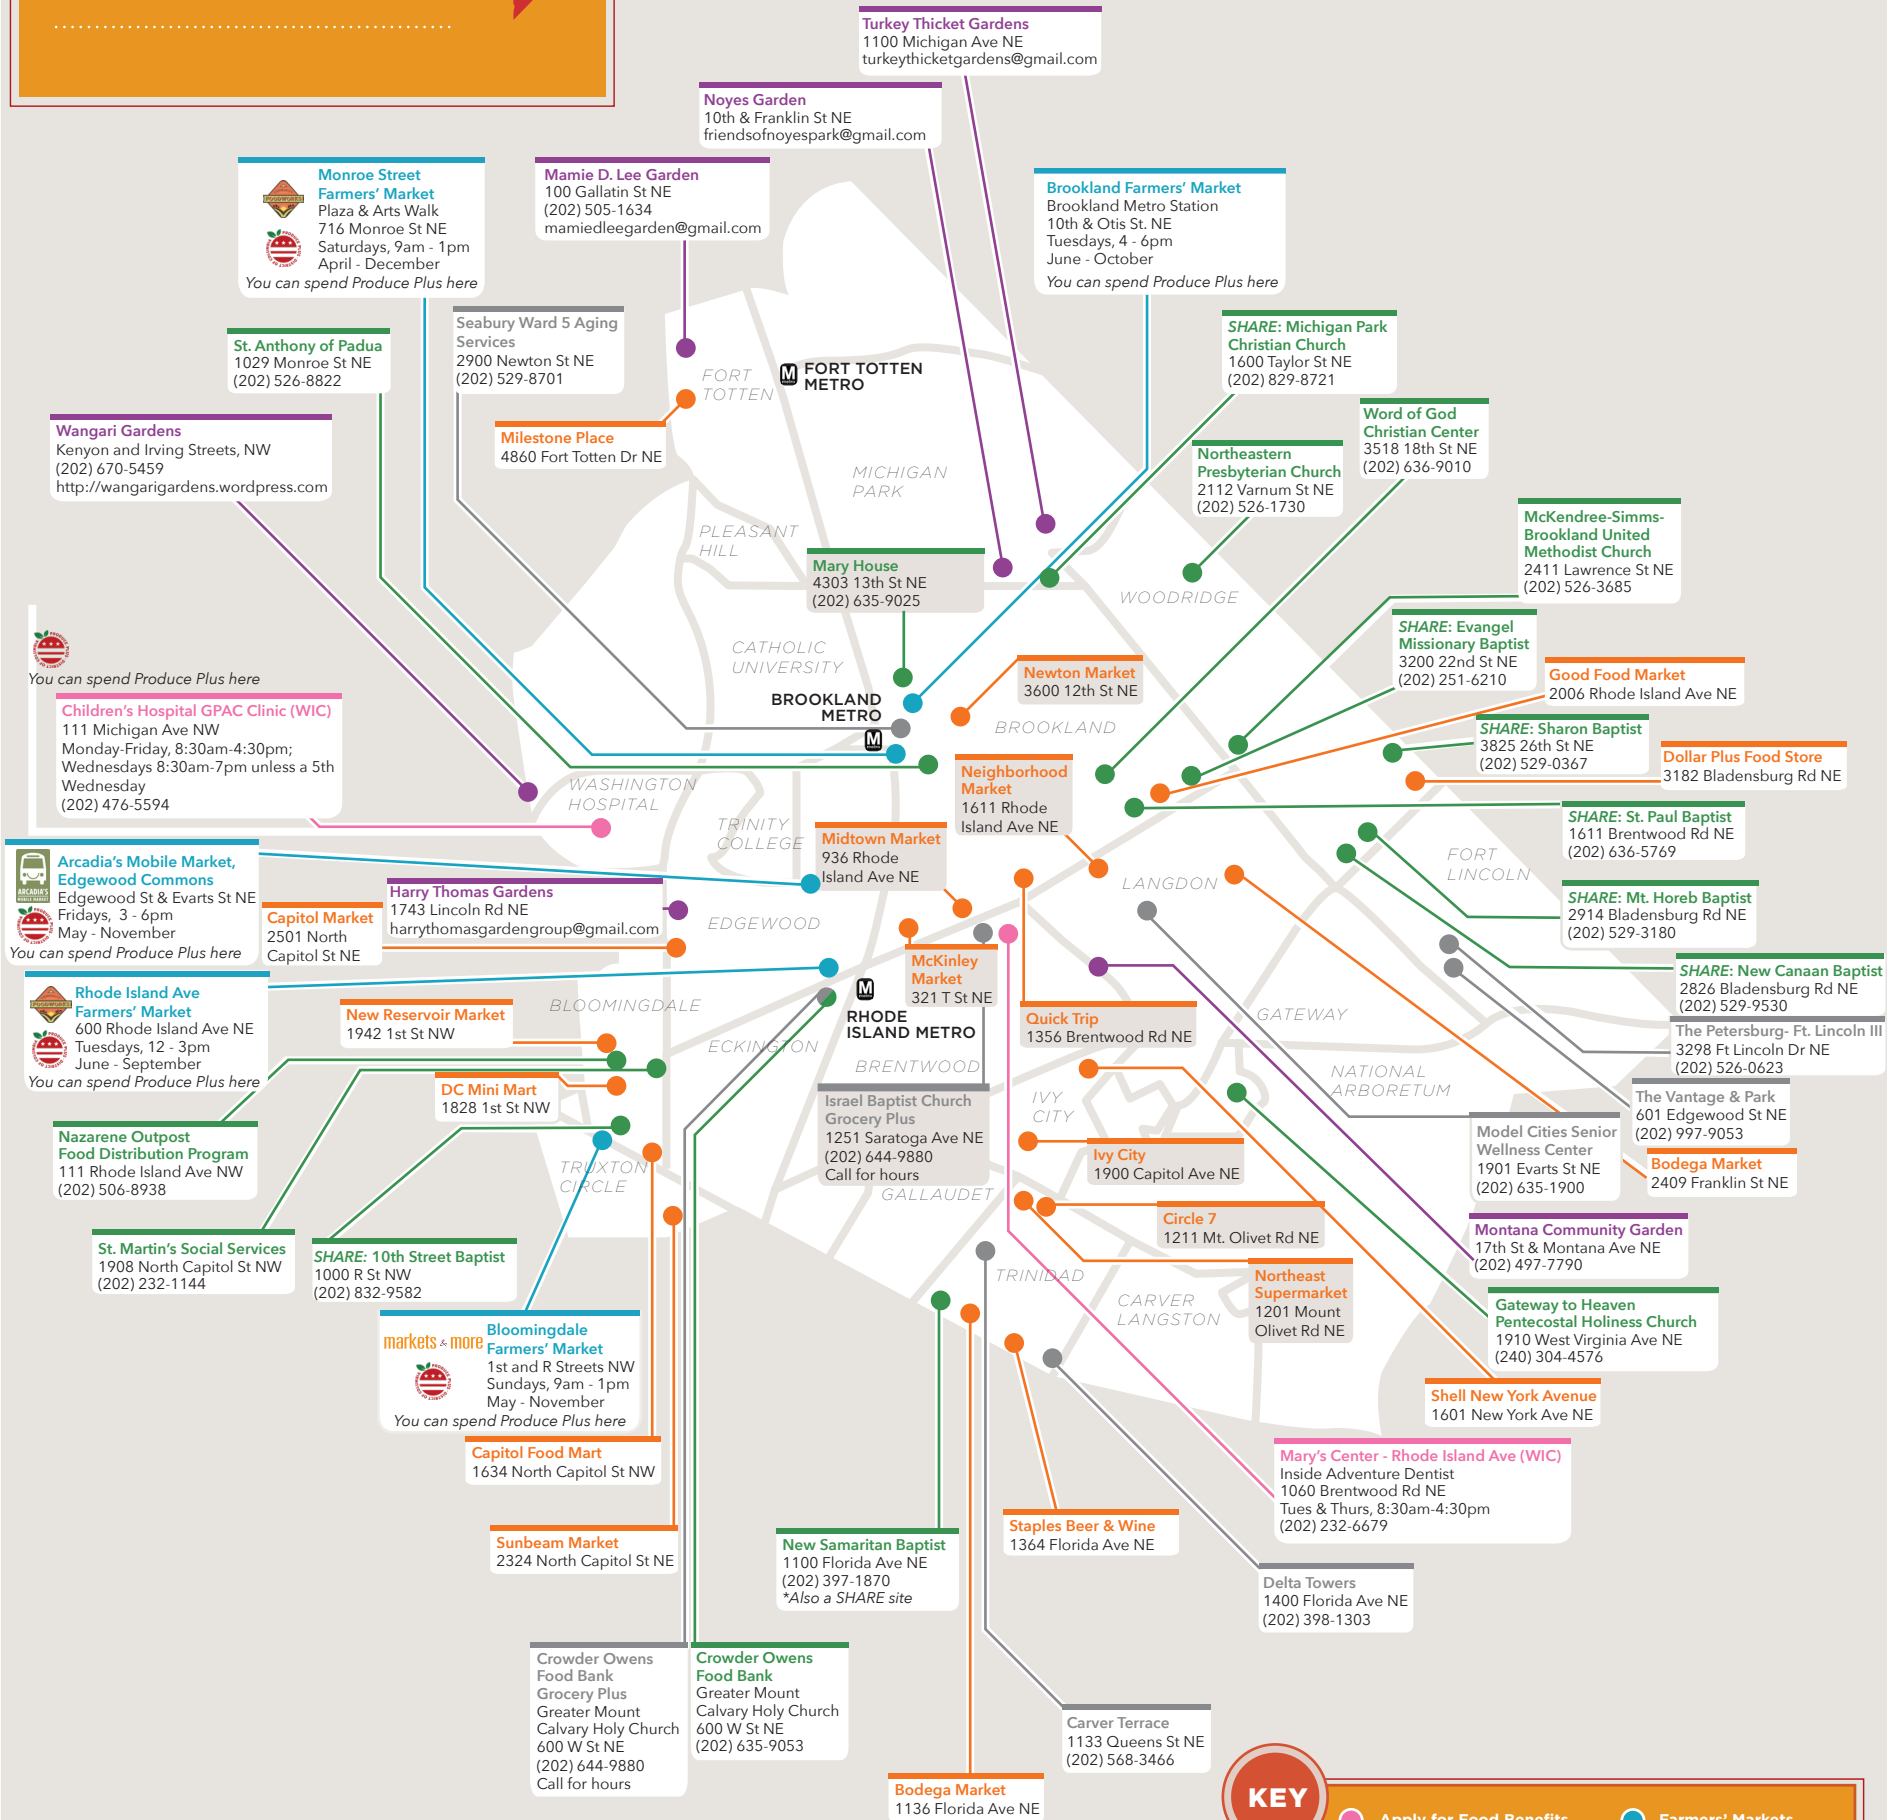 Turkey Thicket Gardens
1100 Michigan Ave NE
turkeythicketgardens@gmail.com
Noyes Garden
10th & Franklin St NE
friendsofnoyespark@gmail.com
Monroe Street
Farmers' Market
Plaza & Arts Walk
716 Monroe St NE
Saturdays, 9am - 1pm
April - December
You can spend Produce Plus here
FOODWORKS
Mamie D. Lee Garden
100 Gallatin St NE
(202) 505-1634
mamiedleegarden@gmail.com
Brookland Farmers' Market
Brookland Metro Station
10th & Otis St. NE
Tuesdays, 4 - 6pm
June - October
You can spend Produce Plus here
St. Anthony of Padua
1029 Monroe St NE
(202) 526-8822
Seabury Ward 5 Aging
Services
2900 Newton St NE
(202) 529-8701
SHARE: Michigan Park
Christian Church
1600 Taylor St NE
(202) 829-8721
FORT
TOTTEN
M
FORT TOTTEN
METRO
Wangari Gardens
Kenyon and Irving Streets, NW
(202) 670-5459
http://wangarigardens.wordpress.com
Milestone Place
4860 Fort Totten Dr NE
Word of God
Christian Center
3518 18th St NE
(202) 636-9010
Northeastern
Presbyterian Church
2112 Varnum St NE
(202) 526-1730
MICHIGAN
PARK
PLEASANT
HILL
McKendree-Simms-
Brookland United
Methodist Church
2411 Lawrence St NE
(202) 526-3685
Mary House
4303 13th St NE
(202) 635-9025
WOODRIDGE
SHARE: Evangel
Missionary Baptist
3200 22nd St NE
(202) 251-6210
CATHOLIC
UNIVERSITY
You can spend Produce Plus here
Children's Hospital GPAC Clinic (WIC)
111 Michigan Ave NW
Monday-Friday, 8:30am-4:30pm;
Wednesdays 8:30am-7pm unless a 5th
Wednesday
(202) 476-5594
Newton Market
3600 12th St NE
Good Food Market
2006 Rhode Island Ave NE
BROOKLAND
METRO
M
BROOKLAND
SHARE: Sharon Baptist
3825 26th St NE
(202) 529-0367
Dollar Plus Food Store
3182 Bladensburg Rd NE
WASHINGTON
HOSPITAL
Neighborhood
Market
1611 Rhode
Island Ave NE
SHARE: St. Paul Baptist
1611 Brentwood Rd NE
(202) 636-5769
TRINITY
COLLEGE
Midtown Market
936 Rhode
Island Ave NE
FORT
LINCOLN
LANGDON
ARCADIA'S
MOBILE MARKET
Arcadia's Mobile Market,
Edgewood Commons
Edgewood St & Evarts St NE
Fridays, 3 - 6pm
May - November
You can spend Produce Plus here
Capitol Market
2501 North
Capitol St NE
Harry Thomas Gardens
1743 Lincoln Rd NE
harrythomasgardengroup@gmail.com
EDGEWOOD
SHARE: Mt. Horeb Baptist
2914 Bladensburg Rd NE
(202) 529-3180
McKinley
Market
321 T St NE
SHARE: New Canaan Baptist
2826 Bladensburg Rd NE
(202) 529-9530
FOODWORKS
Rhode Island Ave
Farmers' Market
600 Rhode Island Ave NE
Tuesdays, 12 - 3pm
June - September
You can spend Produce Plus here
New Reservoir Market
1942 1st St NW
BLOOMINGDALE
M
RHODE
ISLAND METRO
Quick Trip
1356 Brentwood Rd NE
GATEWAY
The Petersburg- Ft. Lincoln III
3298 Ft Lincoln Dr NE
(202) 526-0623
ECKINGTON
BRENTWOOD
NATIONAL
ARBORETUM
DC Mini Mart
1828 1st St NW
IVY
CITY
Israel Baptist Church
Grocery Plus
1251 Saratoga Ave NE
(202) 644-9880
Call for hours
The Vantage & Park
601 Edgewood St NE
(202) 997-9053
Model Cities Senior
Wellness Center
1901 Evarts St NE
(202) 635-1900
Nazarene Outpost
Food Distribution Program
111 Rhode Island Ave NW
(202) 506-8938
Ivy City
1900 Capitol Ave NE
Bodega Market
2409 Franklin St NE
TRUXTON
CIRCLE
GALLAUDET
Circle 7
1211 Mt. Olivet Rd NE
Montana Community Garden
17th St & Montana Ave NE
(202) 497-7790
St. Martin's Social Services
1908 North Capitol St NW
(202) 232-1144
SHARE: 10th Street Baptist
1000 R St NW
(202) 832-9582
TRINIDAD
Northeast
Supermarket
1201 Mount
Olivet Rd NE
CARVER
LANGSTON
Gateway to Heaven
Pentecostal Holiness Church
1910 West Virginia Ave NE
(240) 304-4576
markets & more
Bloomingdale
Farmers' Market
1st and R Streets NW
Sundays, 9am - 1pm
May - November
You can spend Produce Plus here
Shell New York Avenue
1601 New York Ave NE
Capitol Food Mart
1634 North Capitol St NW
Mary's Center - Rhode Island Ave (WIC)
Inside Adventure Dentist
1060 Brentwood Rd NE
Tues & Thurs, 8:30am-4:30pm
(202) 232-6679
Sunbeam Market
2324 North Capitol St NE
New Samaritan Baptist
1100 Florida Ave NE
(202) 397-1870
*Also a SHARE site
Staples Beer & Wine
1364 Florida Ave NE
Delta Towers
1400 Florida Ave NE
(202) 398-1303
Crowder Owens
Food Bank
Grocery Plus
Greater Mount
Calvary Holy Church
600 W St NE
(202) 644-9880
Call for hours
Crowder Owens
Food Bank
Greater Mount
Calvary Holy Church
600 W St NE
(202) 635-9053
Carver Terrace
1133 Queens St NE
(202) 568-3466
Bodega Market
1136 Florida Ave NE
KEY
Apply for Food Benefits
Farmers' Markets